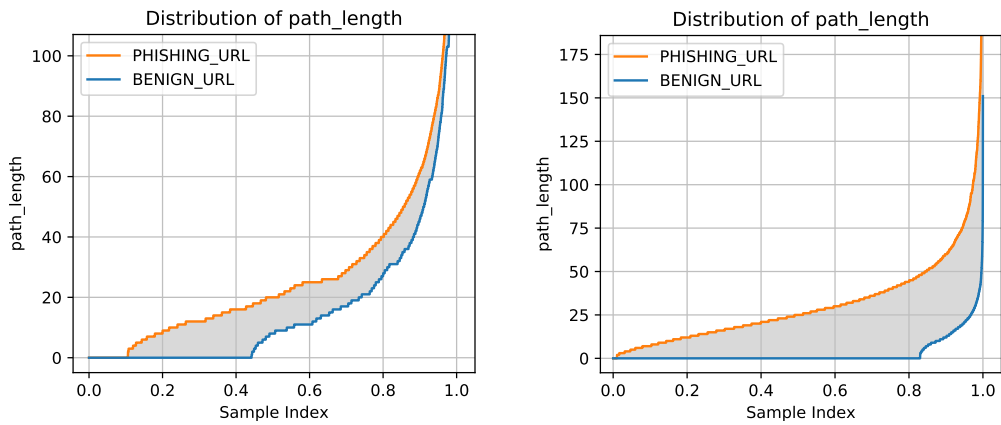 Distribution of path_length
PHISHING_URL
BENIGN_URL
100
80
60
40
20
0
path_length
0.0 0.2 0.4 0.6 0.8 1.0
Sample Index
Distribution of path_length
PHISHING_URL
BENIGN_URL
175
150
125
100
75
50
25
0
path_length
0.0 0.2 0.4 0.6 0.8 1.0
Sample Index